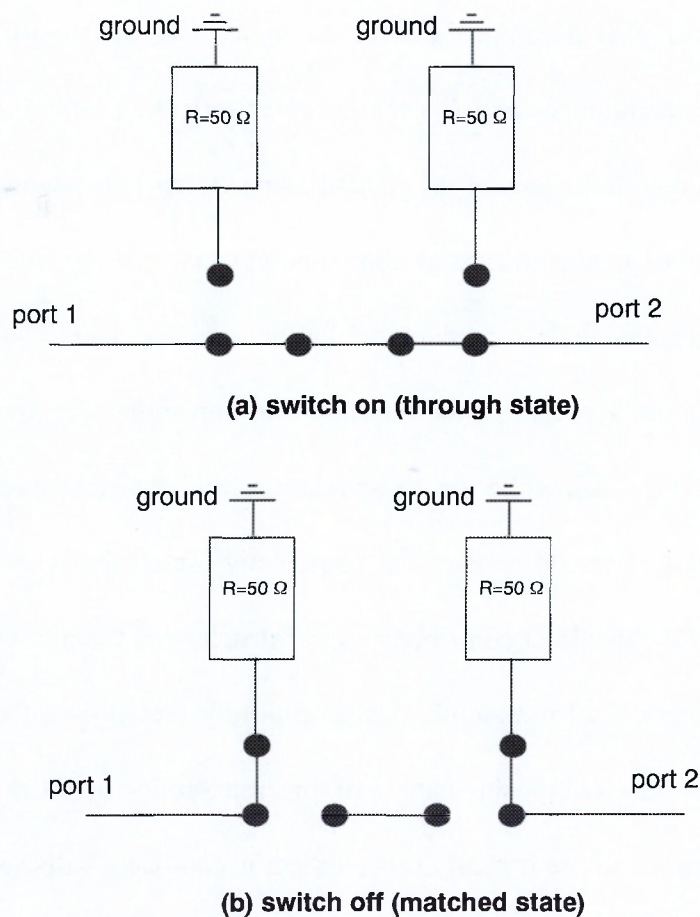 ground
ground
R=50 Ω
R=50 Ω
port 1
port 2
(a) switch on (through state)
ground
ground
R=50 Ω
R=50 Ω
port 1
port 2
(b) switch off (matched state)